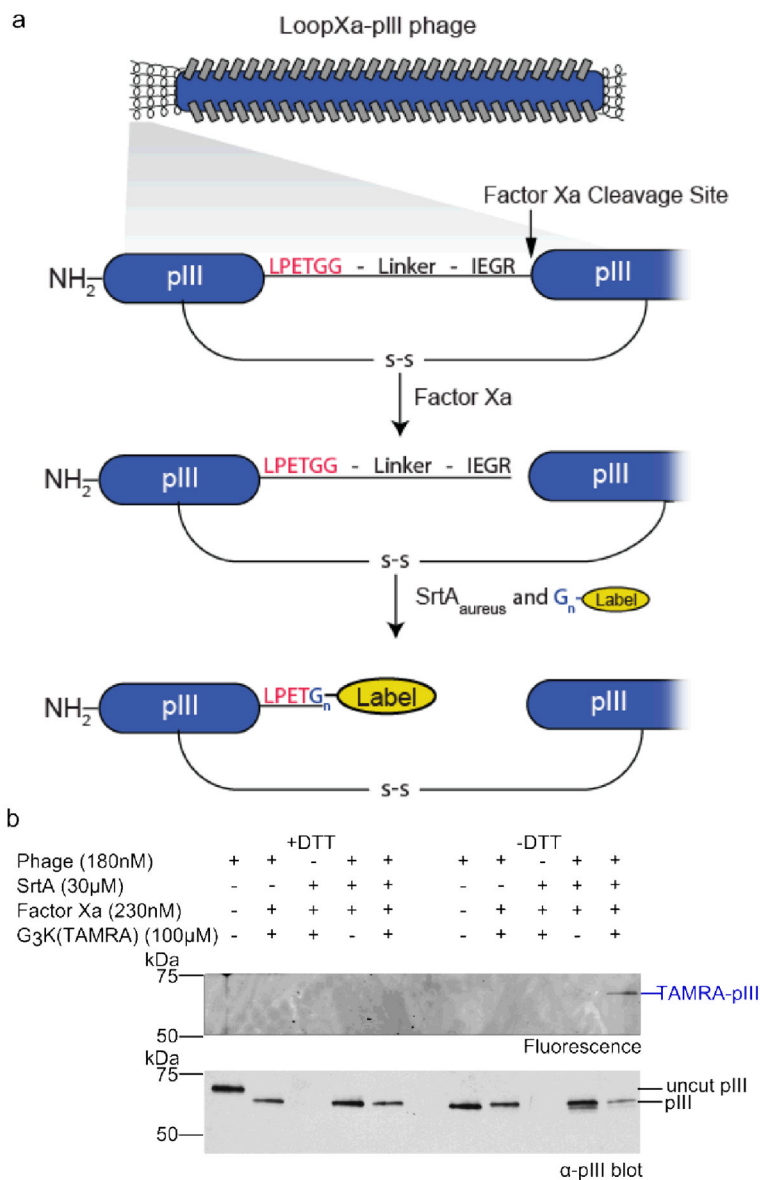 a
LoopXa-pIII phage
Factor Xa Cleavage Site
NH2 pIII LPETGG - Linker - IEGR pIII
s-s
Factor Xa
NH2 pIII LPETGG - Linker - IEGR pIII
s-s
SrtAaureus and Gn Label
NH2 pIII LPETGn Label pIII
s-s
b
+DTT -DTT
Phage (180nM) + + - + + + + - + +
SrtA (30µM) - - + + + - - + + +
Factor Xa (230nM) - + + + + - + + + +
G3K(TAMRA) (100µM) - + + - + - + + - +
kDa
75
TAMRA-pIII
50
Fluorescence
kDa
75
uncut pIII
pIII
50
α-pIII blot